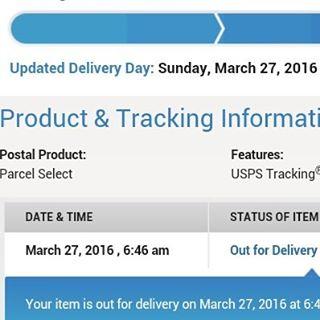 Updated Delivery Day: Sunday, March 27, 2016
Product & Tracking Informati
Postal Product: Features:
Parcel Select USPS Tracking®
DATE & TIME STATUS OF ITEM
March 27, 2016 , 6:46 am Out for Delivery
Your item is out for delivery on March 27, 2016 at 6:4